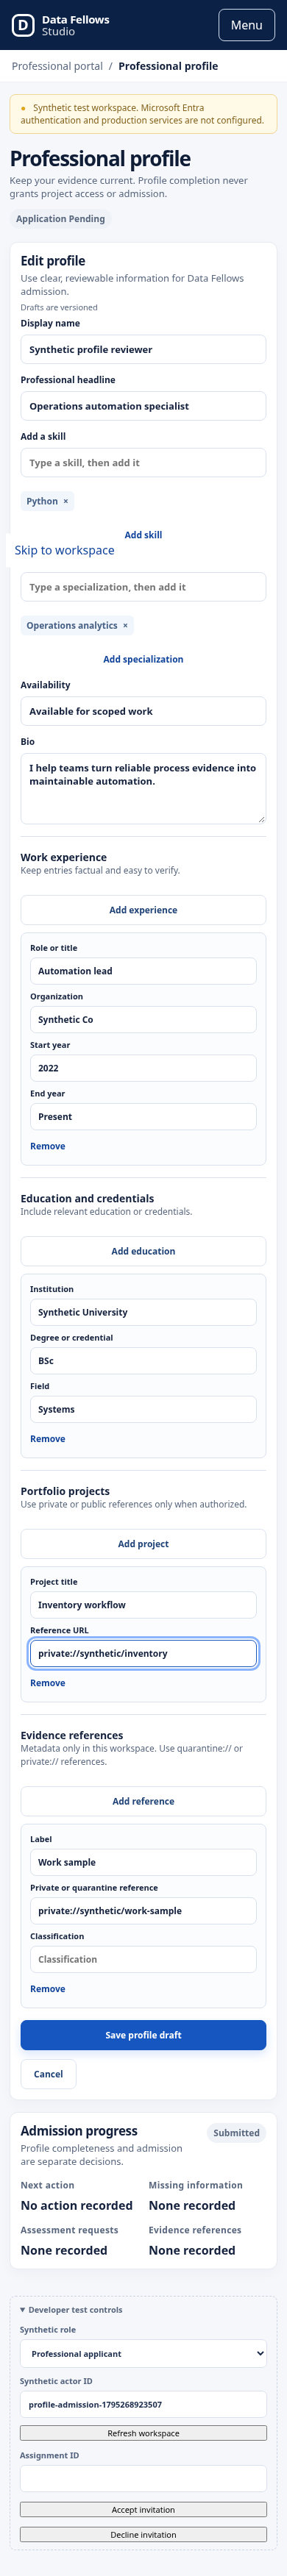 D
Data Fellows
Studio
Menu
Professional portal / Professional profile
Synthetic test workspace. Microsoft Entra
authentication and production services are not configured.
Professional profile
Keep your evidence current. Profile completion never
grants project access or admission.
Application Pending
Edit profile
Use clear, reviewable information for Data Fellows
admission.
Drafts are versioned
Display name
Synthetic profile reviewer
Professional headline
Operations automation specialist
Add a skill
Type a skill, then add it
Python ×
Add skill
Skip to workspace
Type a specialization, then add it
Operations analytics ×
Add specialization
Availability
Available for scoped work
Bio
I help teams turn reliable process evidence into
maintainable automation.
Work experience
Keep entries factual and easy to verify.
Add experience
Role or title
Automation lead
Organization
Synthetic Co
Start year
2022
End year
Present
Remove
Education and credentials
Include relevant education or credentials.
Add education
Institution
Synthetic University
Degree or credential
BSc
Field
Systems
Remove
Portfolio projects
Use private or public references only when authorized.
Add project
Project title
Inventory workflow
Reference URL
private://synthetic/inventory
Remove
Evidence references
Metadata only in this workspace. Use quarantine:// or
private:// references.
Add reference
Label
Work sample
Private or quarantine reference
private://synthetic/work-sample
Classification
Classification
Remove
Save profile draft
Cancel
Admission progress
Submitted
Profile completeness and admission
are separate decisions.
Next action
No action recorded
Missing information
None recorded
Assessment requests
None recorded
Evidence references
None recorded
▼ Developer test controls
Synthetic role
Professional applicant
Synthetic actor ID
profile-admission-1795268923507
Refresh workspace
Assignment ID
Accept invitation
Decline invitation